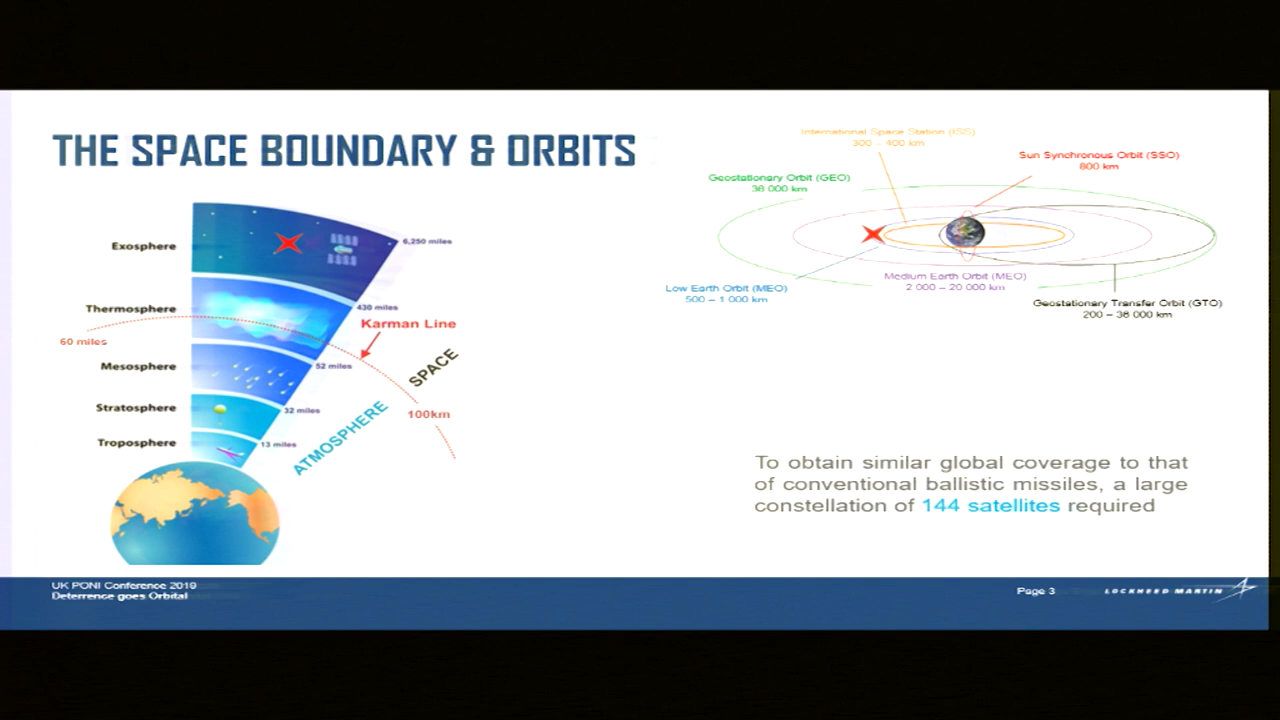 THE SPACE BOUNDARY & ORBITS
Exosphere
6,250 miles
Thermosphere
430 miles
Karman Line
60 miles
Mesosphere
52 miles
SPACE
Stratosphere
32 miles
100km
ATMOSPHERE
Troposphere
13 miles
International Space Station (ISS)
300 – 400 km
Sun Synchronous Orbit (SSO)
800 km
Geostationary Orbit (GEO)
36 000 km
Medium Earth Orbit (MEO)
2 000 – 20 000 km
Low Earth Orbit (MEO)
500 – 1 000 km
Geostationary Transfer Orbit (GTO)
200 – 36 000 km
To obtain similar global coverage to that
of conventional ballistic missiles, a large
constellation of 144 satellites required
UK PONI Conference 2019
Deterrence goes Orbital
Page 3
LOCKHEED MARTIN